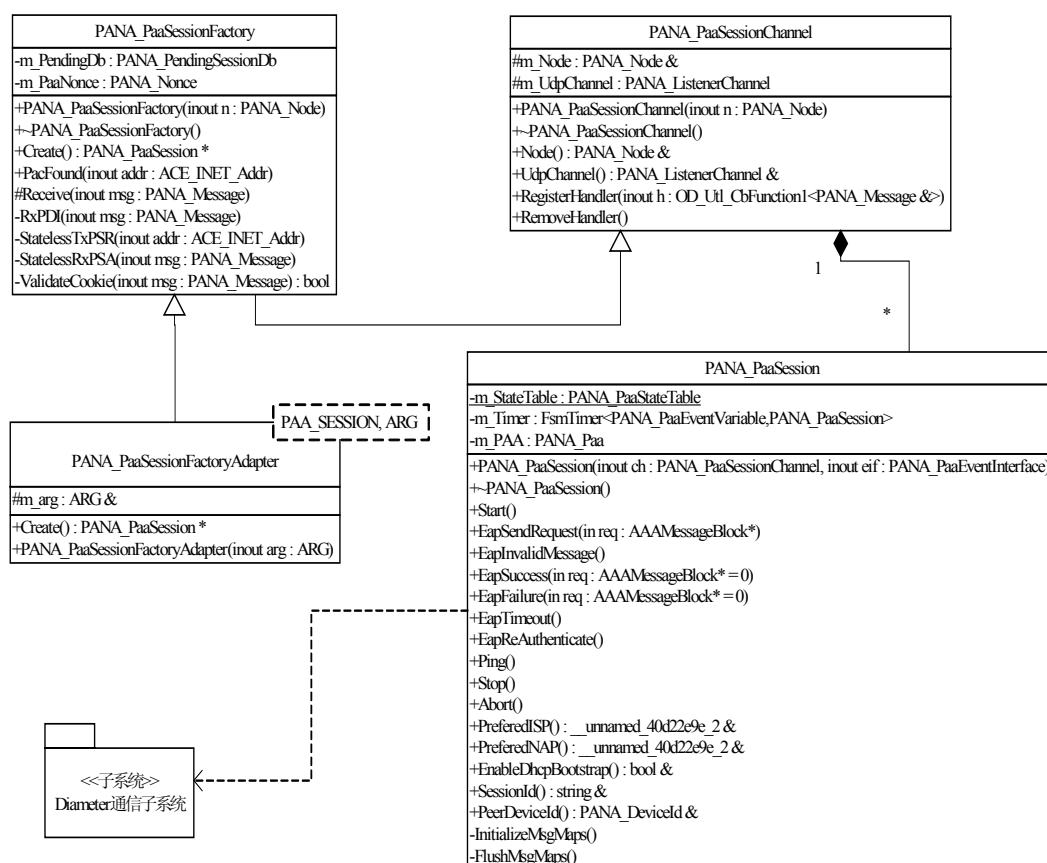 PANA_PaaSessionFactory
-m_PendingDb : PANA_PendingSessionDb
-m_PaaNonce : PANA_Nonce
+PANA_PaaSessionFactory(inout n : PANA_Node)
+~PANA_PaaSessionFactory()
+Create() : PANA_PaaSession *
+PacFound(inout addr : ACE_INET_Addr)
#Receive(inout msg : PANA_Message)
-RxPDI(inout msg : PANA_Message)
-StatelessTxPSR(inout addr : ACE_INET_Addr)
-StatelessRxPSA(inout msg : PANA_Message)
-ValidateCookie(inout msg : PANA_Message) : bool
PANA_PaaSessionChannel
#m_Node : PANA_Node &
#m_UdpChannel : PANA_ListenerChannel
+PANA_PaaSessionChannel(inout n : PANA_Node)
+~PANA_PaaSessionChannel()
+Node() : PANA_Node &
+UdpChannel() : PANA_ListenerChannel &
+RegisterHandler(inout h : OD_Utl_CbFunction1<PANA_Message &>)
+RemoveHandler()
1
*
PAA_SESSION, ARG
PANA_PaaSessionFactoryAdapter
#m_arg : ARG &
+Create() : PANA_PaaSession *
+PANA_PaaSessionFactoryAdapter(inout arg : ARG)
PANA_PaaSession
-m_StateTable : PANA_PaaStateTable
-m_Timer : FsmTimer<PANA_PaaEventVariable,PANA_PaaSession>
-m_PAA : PANA_Paa
+PANA_PaaSession(inout ch : PANA_PaaSessionChannel, inout eif : PANA_PaaEventInterface)
+~PANA_PaaSession()
+Start()
+EapSendRequest(in req : AAAMessageBlock*)
+EapInvalidMessage()
+EapSuccess(in req : AAAMessageBlock* = 0)
+EapFailure(in req : AAAMessageBlock* = 0)
+EapTimeout()
+EapReAuthenticate()
+Ping()
+Stop()
+Abort()
+PreferedISP() : __unnamed_40d22e9e_2 &
+PreferedNAP() : __unnamed_40d22e9e_2 &
+EnableDhcpBootstrap() : bool &
+SessionId() : string &
+PeerDeviceId() : PANA_DeviceId &
-InitializeMsgMaps()
-FlushMsgMaps()
<<子系统>>
Diameter通信子系统